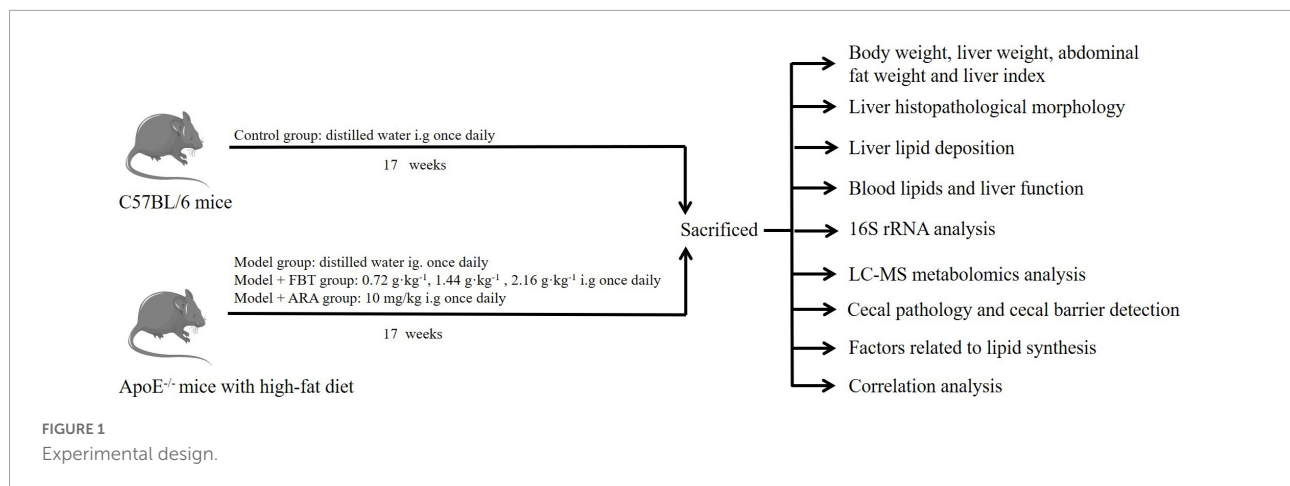 Control group: distilled water i.g once daily
17 weeks
C57BL/6 mice
Model group: distilled water ig. once daily
Model + FBT group: 0.72 g·kg⁻¹, 1.44 g·kg⁻¹ , 2.16 g·kg⁻¹ i.g once daily
Model + ARA group: 10 mg/kg i.g once daily
17 weeks
ApoE⁻/⁻ mice with high-fat diet
Sacrificed
Body weight, liver weight, abdominal
fat weight and liver index
Liver histopathological morphology
Liver lipid deposition
Blood lipids and liver function
16S rRNA analysis
LC-MS metabolomics analysis
Cecal pathology and cecal barrier detection
Factors related to lipid synthesis
Correlation analysis
FIGURE 1
Experimental design.